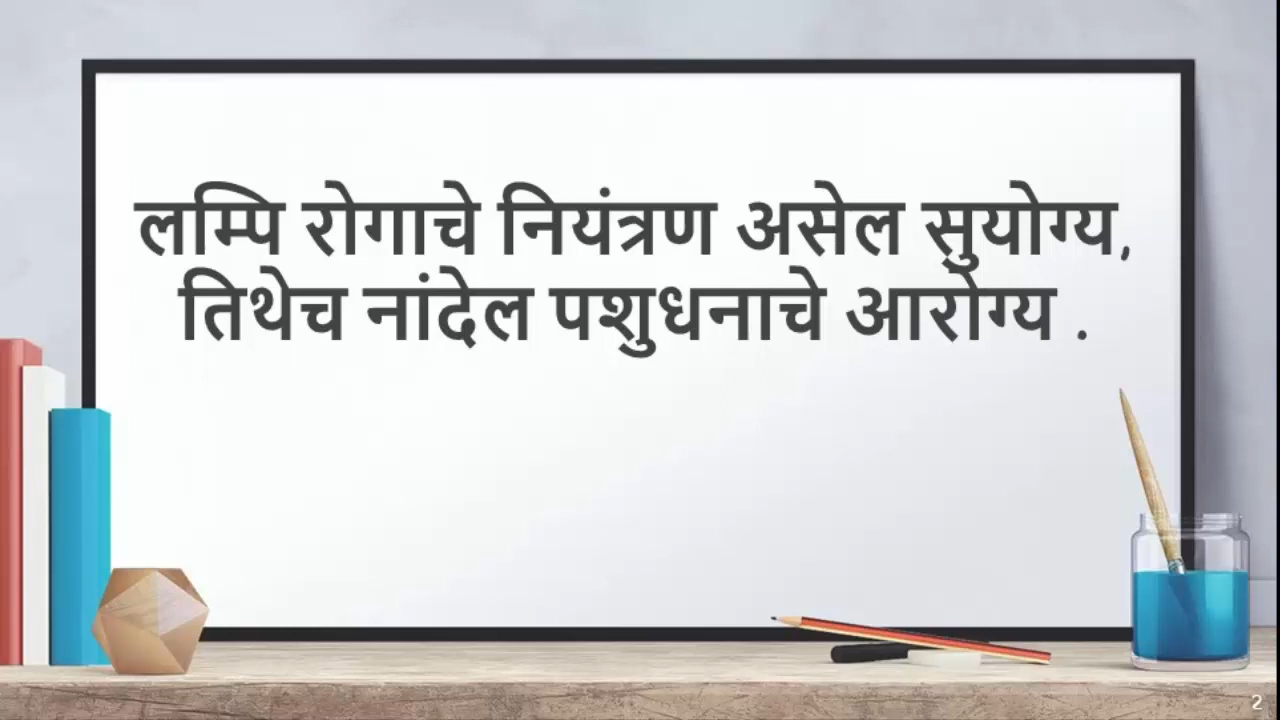 लम्पि रोगाचे नियंत्रण असेल सुयोग्य,
तिथेच नांदेल पशुधनाचे आरोग्य .
2